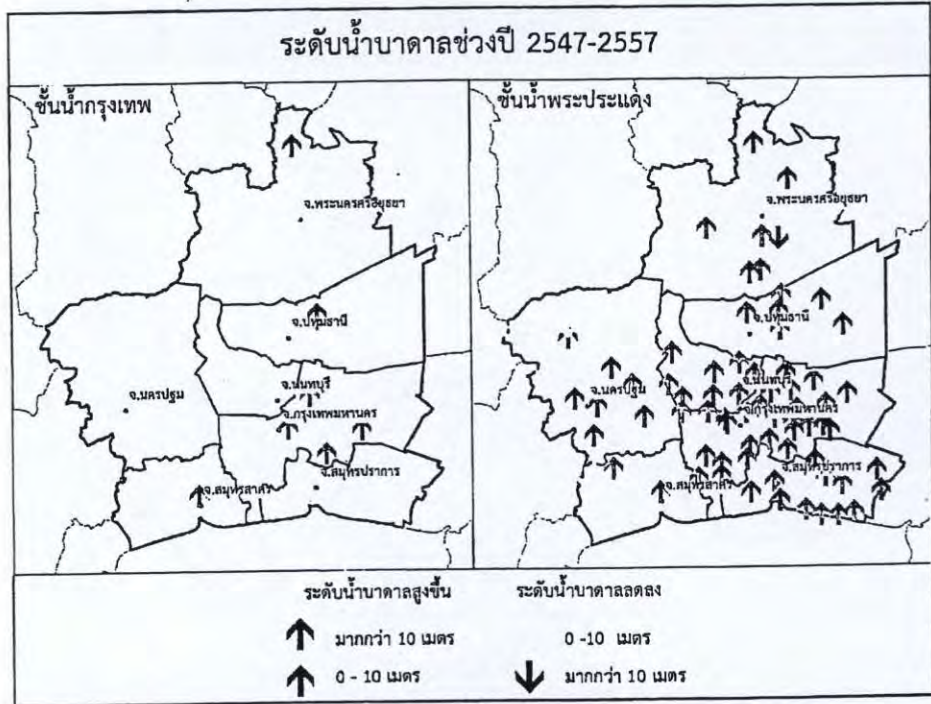 ระดับน้ำบาดาลช่วงปี 2547-2557
ชั้นน้ำกรุงเทพ
จ.พระนครศรีอยุธยา
จ.ปทุมธานี
จ.นนทบุรี
จ.นครปฐม
จ.กรุงเทพมหานคร
จ.สมุทรสาคร
จ.สมุทรปราการ
ชั้นน้ำพระประแดง
จ.พระนครศรีอยุธยา
จ.ปทุมธานี
จ.นนทบุรี
จ.นครปฐม
จ.กรุงเทพมหานคร
จ.สมุทรปราการ
จ.สมุทรสาคร
ระดับน้ำบาดาลสูงขึ้น ระดับน้ำบาดาลลดลง
มากกว่า 10 เมตร 0 -10 เมตร
0 - 10 เมตร มากกว่า 10 เมตร